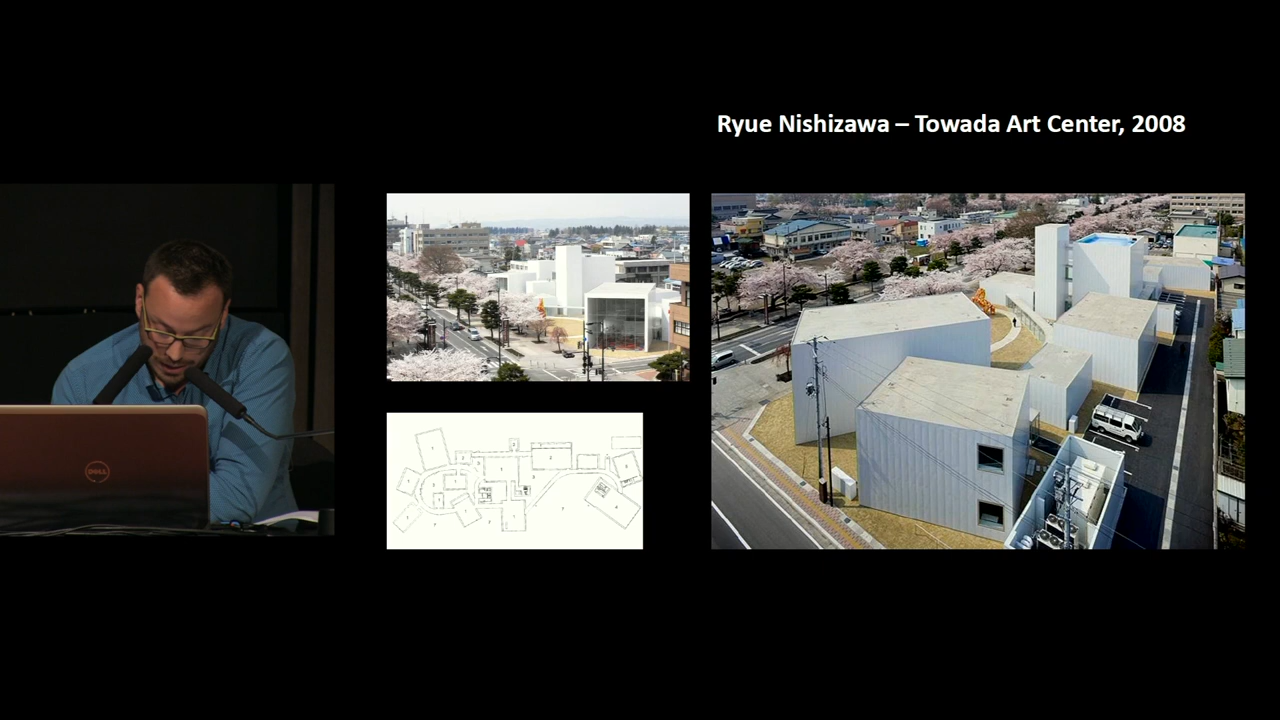 Ryue Nishizawa – Towada Art Center, 2008
DELL